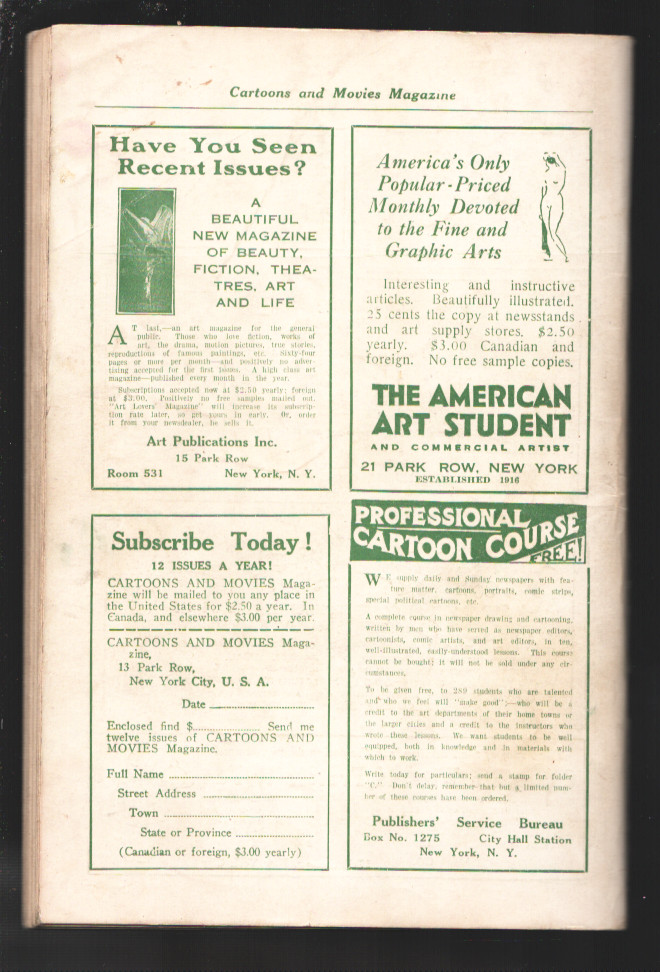 Cartoons and Movies Magazine
Have You Seen
Recent Issues?
A
BEAUTIFUL
NEW MAGAZINE
OF BEAUTY,
FICTION, THEA-
TRES, ART
AND LIFE
AT last,—an art magazine for the general
public. Those who love fiction, works of
art, the drama, motion pictures, true stories,
reproductions of famous paintings, etc. Sixty-four
pages or more per month—and positively no adver-
tising accepted for the first issues. A high class art
magazine—published every month in the year.
Subscriptions accepted now at $2.50 yearly; foreign
at $3.00. Positively no free samples mailed out.
"Art Lovers' Magazine" will increase its subscrip-
tion rate later, so get yours in early. Or, order
it from your newsdealer, he sells it.
Art Publications Inc.
15 Park Row
Room 531 New York, N. Y.
America's Only
Popular-Priced
Monthly Devoted
to the Fine and
Graphic Arts
Interesting and instructive
articles. Beautifully illustrated.
25 cents the copy at newsstands
and art supply stores. $2.50
yearly. $3.00 Canadian and
foreign. No free sample copies.
THE AMERICAN
ART STUDENT
AND COMMERCIAL ARTIST
21 PARK ROW, NEW YORK
ESTABLISHED 1916
Subscribe Today!
12 ISSUES A YEAR!
CARTOONS AND MOVIES Maga-
zine will be mailed to you any place in
the United States for $2.50 a year. In
Canada, and elsewhere $3.00 per year.
CARTOONS AND MOVIES Maga-
zine,
13 Park Row,
New York City, U. S. A.
Date
Enclosed find $ Send me
twelve issues of CARTOONS AND
MOVIES Magazine.
Full Name
Street Address
Town
State or Province
(Canadian or foreign, $3.00 yearly)
PROFESSIONAL
CARTOON COURSE
FREE!
WE supply daily and Sunday newspapers with fea-
ture matter, cartoons, portraits, comic strips,
special political cartoons, etc.
A complete course in newspaper drawing and cartooning,
written by men who have served as newspaper editors,
cartoonists, comic artists, and art editors, in ten,
well-illustrated, easily-understood lessons. This course
cannot be bought; it will not be sold under any cir-
cumstances.
To be given free, to 289 students who are talented
and who we feel will "make good";—who will be a
credit to the art departments of their home towns or
the larger cities and a credit to the instructors who
wrote these lessons. We want students to be well
equipped, both in knowledge and in materials with
which to work.
Write today for particulars; send a stamp for folder
"C." Don't delay, remember that but a limited num-
ber of these courses have been ordered.
Publishers' Service Bureau
Box No. 1275 City Hall Station
New York, N. Y.